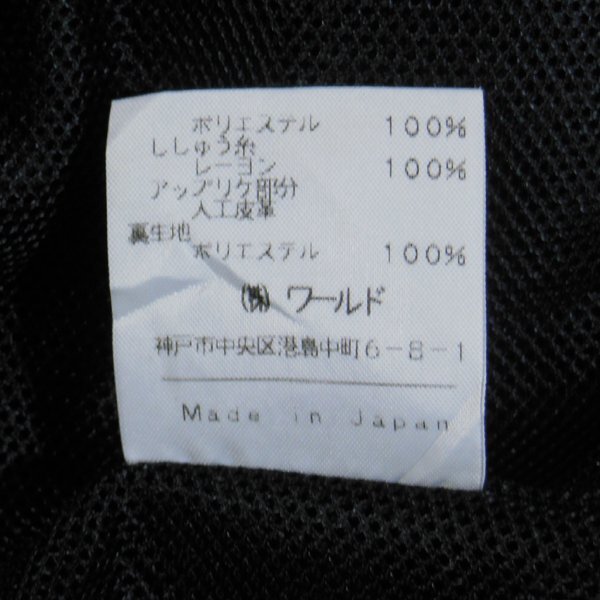 ポリエステル 100%
ししゅう糸
レーヨン 100%
アップリケ部分
人工皮革
裏生地
ポリエステル 100%
㈱ ワールド
神戸市中央区港島中町6-8-1
Made in Japan